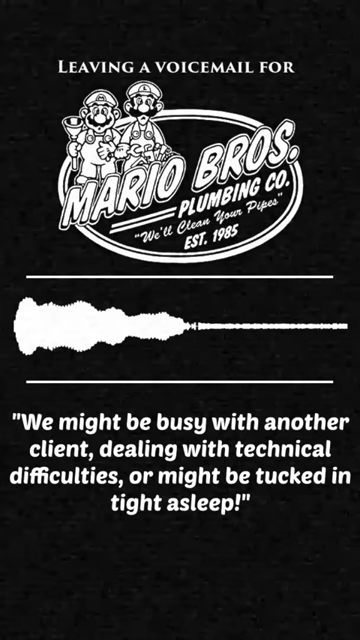 LEAVING A VOICEMAIL FOR
MARIO BROS.
PLUMBING CO.
"We'll Clean Your Pipes"
EST. 1985
"We might be busy with another
client, dealing with technical
difficulties, or might be tucked in
tight asleep!"